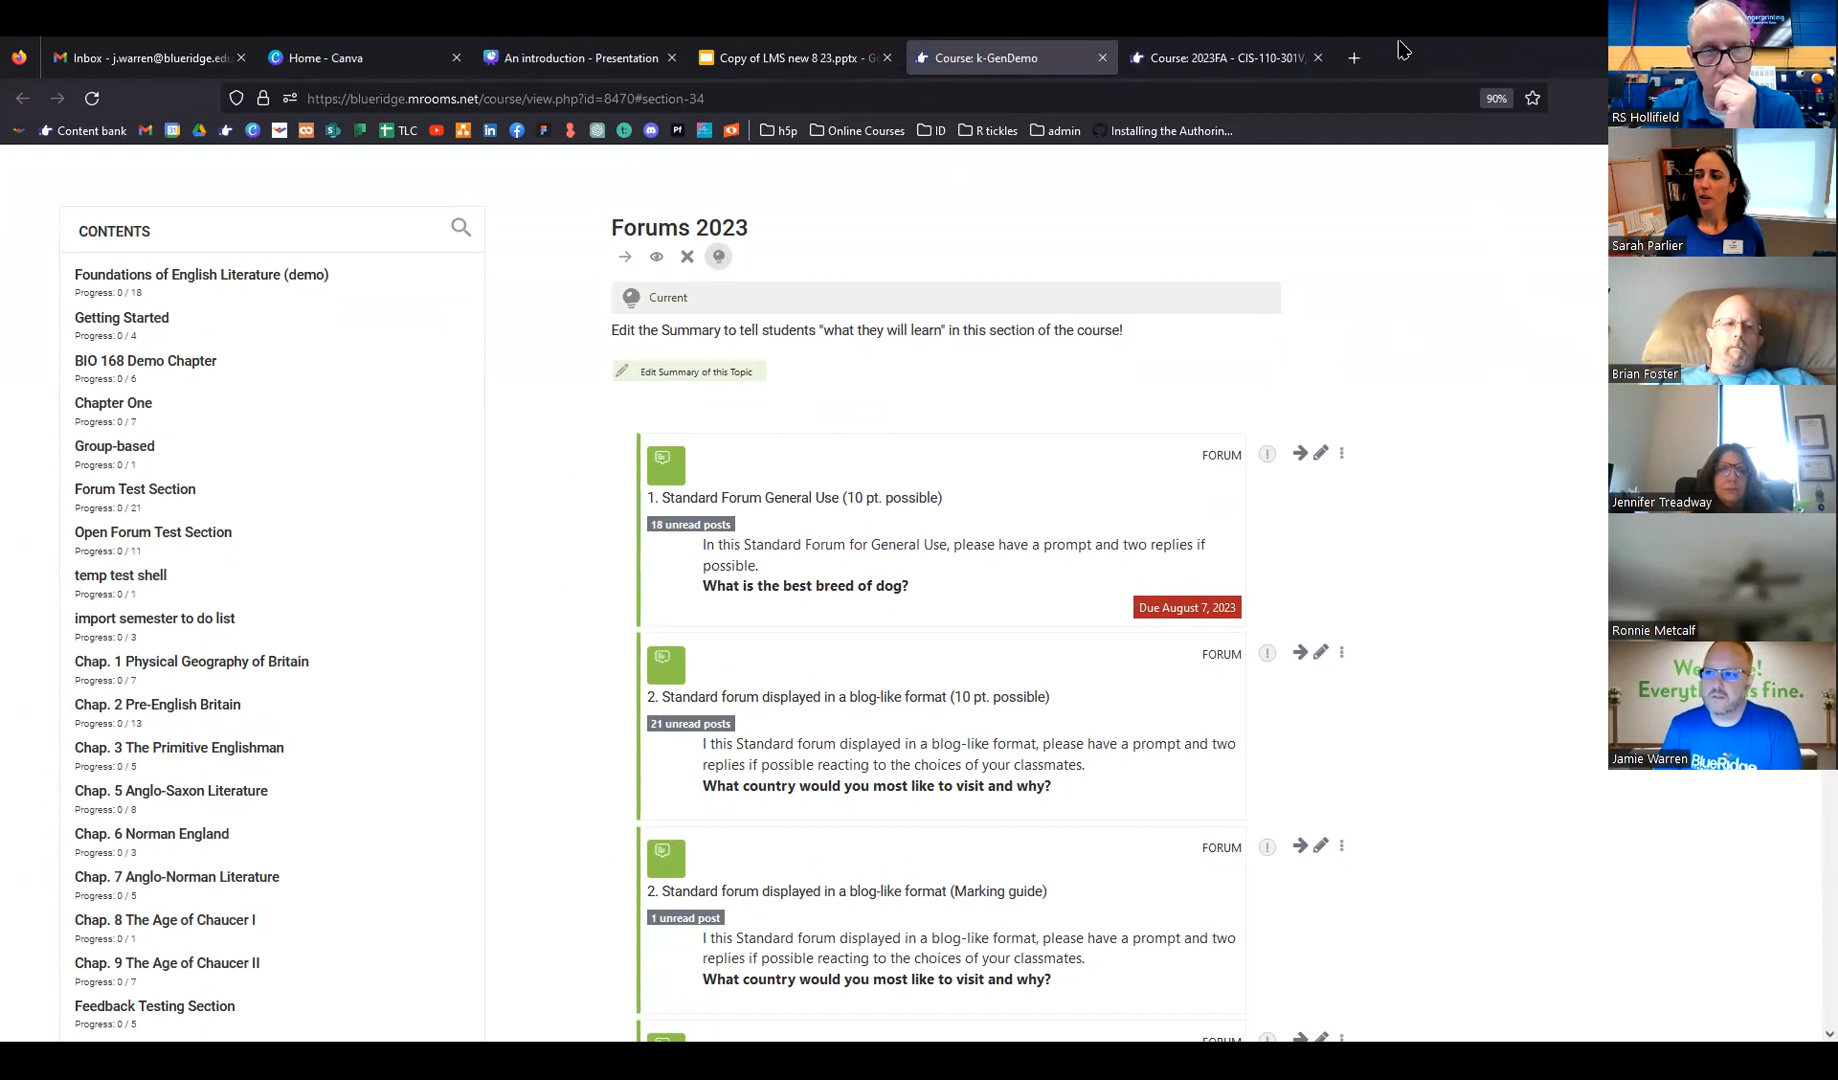 Inbox - j.warren@blueridge.edu
Home - Canva
An introduction - Presentation
Copy of LMS new 8 23.pptx - Go
Course: k-GenDemo
Course: 2023FA - CIS-110-301V
https://blueridge.mrooms.net/course/view.php?id=8470#section-34
90%
Content bank
TLC
h5p
Online Courses
ID
R tickles
admin
Installing the Authorin...
CONTENTS
Foundations of English Literature (demo)
Progress: 0 / 18
Getting Started
Progress: 0 / 4
BIO 168 Demo Chapter
Progress: 0 / 6
Chapter One
Progress: 0 / 7
Group-based
Progress: 0 / 1
Forum Test Section
Progress: 0 / 21
Open Forum Test Section
Progress: 0 / 11
temp test shell
Progress: 0 / 1
import semester to do list
Progress: 0 / 3
Chap. 1 Physical Geography of Britain
Progress: 0 / 7
Chap. 2 Pre-English Britain
Progress: 0 / 13
Chap. 3 The Primitive Englishman
Progress: 0 / 5
Chap. 5 Anglo-Saxon Literature
Progress: 0 / 8
Chap. 6 Norman England
Progress: 0 / 3
Chap. 7 Anglo-Norman Literature
Progress: 0 / 5
Chap. 8 The Age of Chaucer I
Progress: 0 / 1
Chap. 9 The Age of Chaucer II
Progress: 0 / 7
Feedback Testing Section
Progress: 0 / 5
Forums 2023
Current
Edit the Summary to tell students "what they will learn" in this section of the course!
Edit Summary of this Topic
FORUM
1. Standard Forum General Use (10 pt. possible)
18 unread posts
In this Standard Forum for General Use, please have a prompt and two replies if
possible.
What is the best breed of dog?
Due August 7, 2023
FORUM
2. Standard forum displayed in a blog-like format (10 pt. possible)
21 unread posts
I this Standard forum displayed in a blog-like format, please have a prompt and two
replies if possible reacting to the choices of your classmates.
What country would you most like to visit and why?
FORUM
2. Standard forum displayed in a blog-like format (Marking guide)
1 unread post
I this Standard forum displayed in a blog-like format, please have a prompt and two
replies if possible reacting to the choices of your classmates.
What country would you most like to visit and why?
FORUM
RS Hollifield
Sarah Parlier
Brian Foster
Jennifer Treadway
Ronnie Metcalf
Everyth is fine.
BlueRidge
Jamie Warren